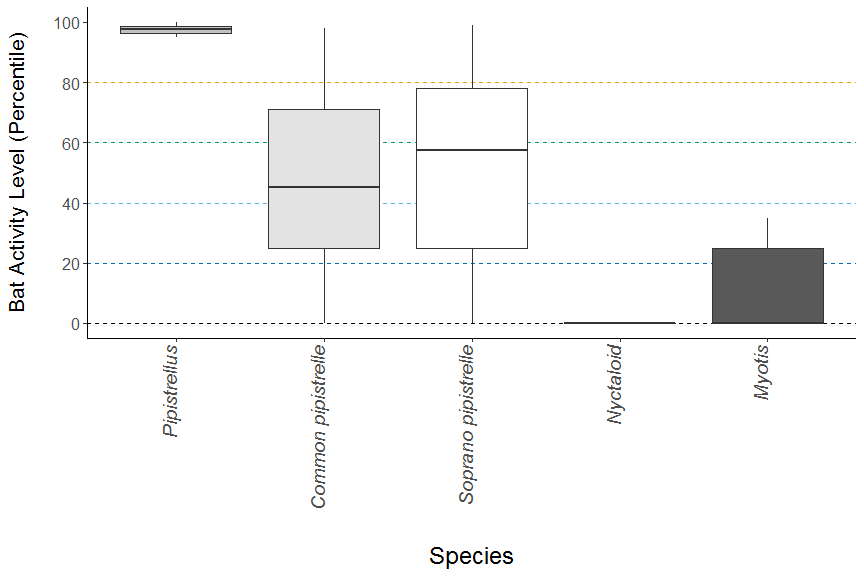 Bat Activity Level (Percentile)
100
80
60
40
20
0
Pipistrellus
Common pipistrelle
Soprano pipistrelle
Nyctaloid
Myotis
Species